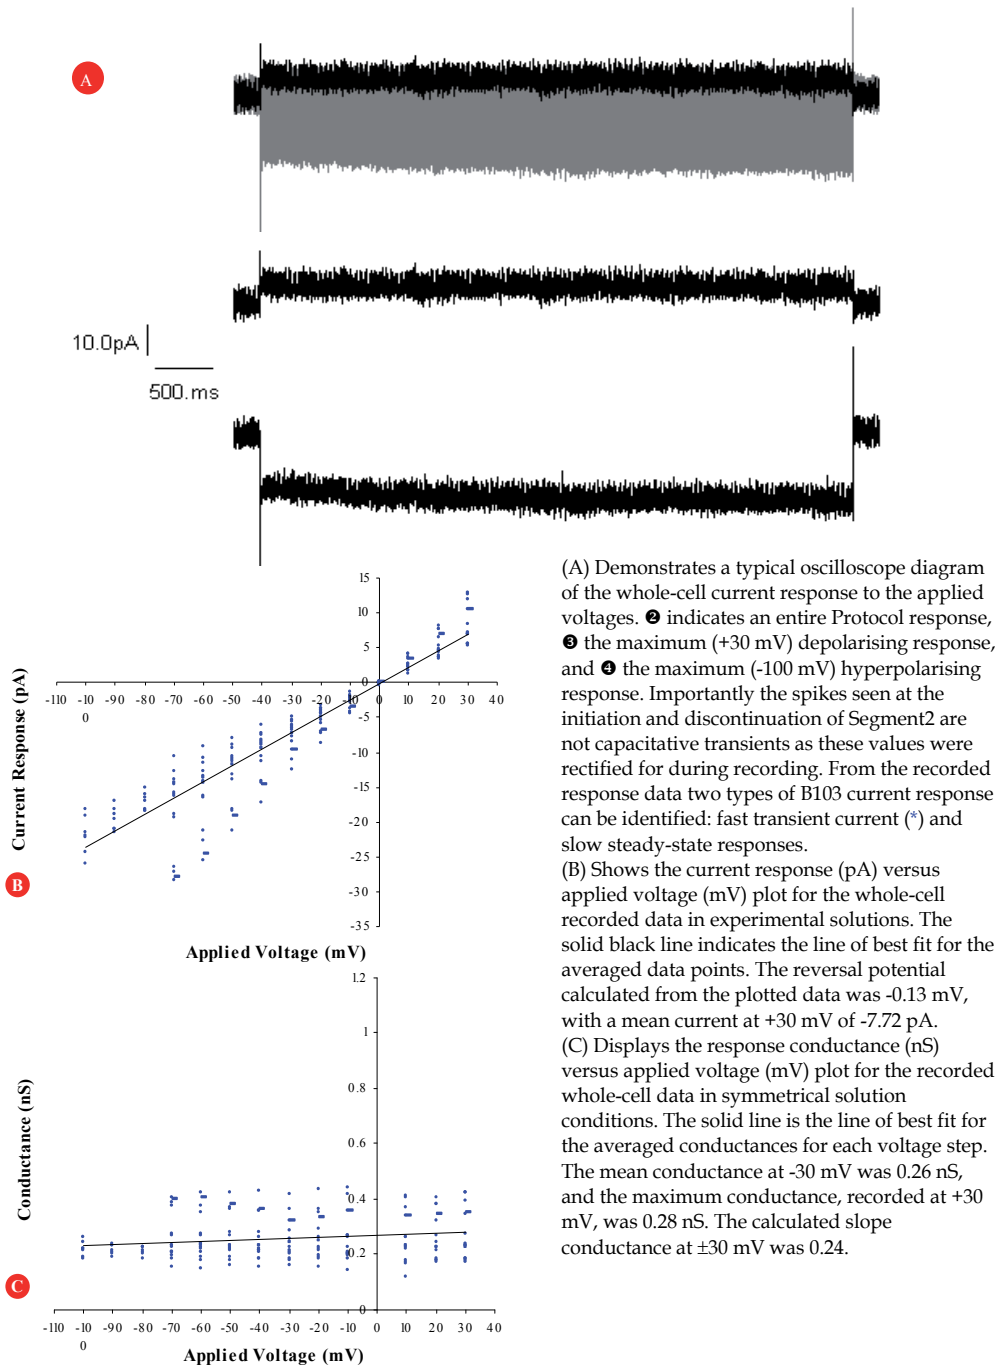 A
10.0pA
500.ms
15
10
5
0
-5
-10
-15
-20
-25
-30
-35
-110 -100 -90 -80 -70 -60 -50 -40 -30 -20 -10 0 10 20 30 40
Current Response (pA)
B
Applied Voltage (mV)
1.2
1
0.8
0.6
0.4
0.2
0
Conductance (nS)
C
-110 -100 -90 -80 -70 -60 -50 -40 -30 -20 -10 0 10 20 30 40
Applied Voltage (mV)
(A) Demonstrates a typical oscilloscope diagram
of the whole-cell current response to the applied
voltages. ❷ indicates an entire Protocol response,
❸ the maximum (+30 mV) depolarising response,
and ❹ the maximum (-100 mV) hyperpolarising
response. Importantly the spikes seen at the
initiation and discontinuation of Segment2 are
not capacitative transients as these values were
rectified for during recording. From the recorded
response data two types of B103 current response
can be identified: fast transient current (*) and
slow steady-state responses.
(B) Shows the current response (pA) versus
applied voltage (mV) plot for the whole-cell
recorded data in experimental solutions. The
solid black line indicates the line of best fit for the
averaged data points. The reversal potential
calculated from the plotted data was -0.13 mV,
with a mean current at +30 mV of -7.72 pA.
(C) Displays the response conductance (nS)
versus applied voltage (mV) plot for the recorded
whole-cell data in symmetrical solution
conditions. The solid line is the line of best fit for
the averaged conductances for each voltage step.
The mean conductance at -30 mV was 0.26 nS,
and the maximum conductance, recorded at +30
mV, was 0.28 nS. The calculated slope
conductance at ±30 mV was 0.24.